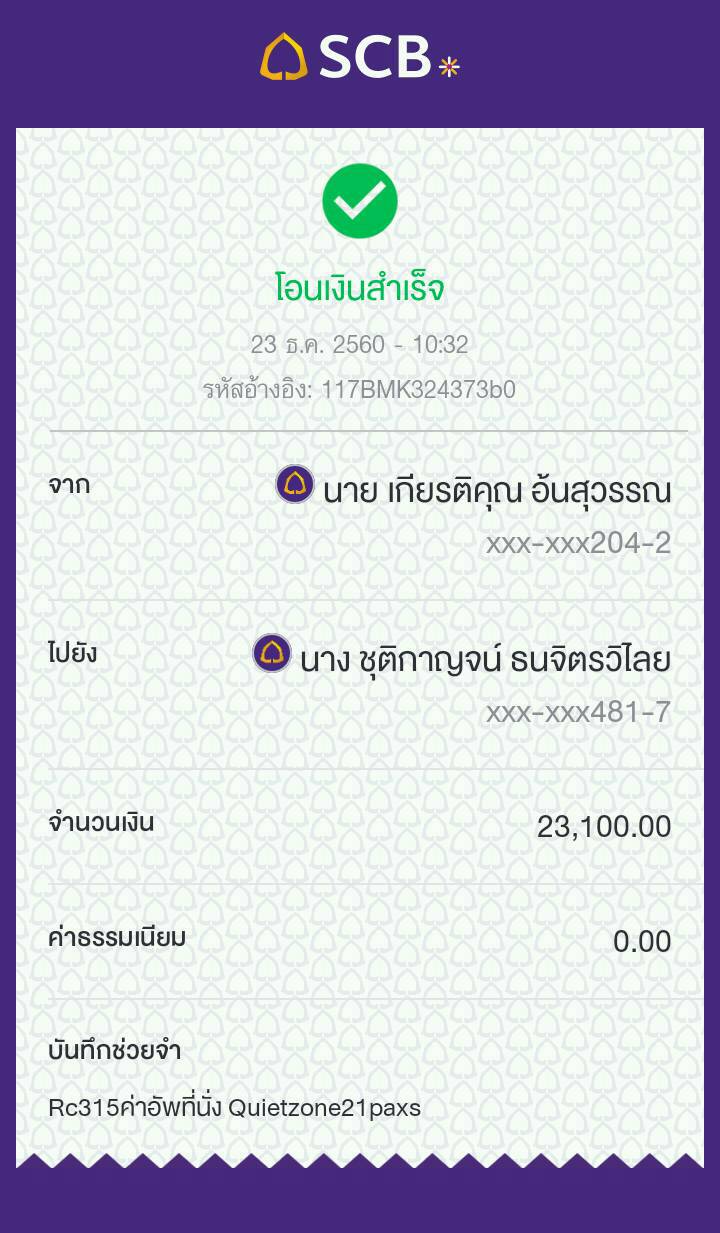 SCB
โอนเงินสำเร็จ
23 ธ.ค. 2560 - 10:32
รหัสอ้างอิง: 117BMK324373b0
จาก
นาย เกียรติคุณ อ้นสุวรรณ
xxx-xxx204-2
ไปยัง
นาง ชุติกาญจน์ ธนจิตรวิไลย
xxx-xxx481-7
จำนวนเงิน
23,100.00
ค่าธรรมเนียม
0.00
บันทึกช่วยจำ
Rc315ค่าอัพที่นั่ง Quietzone21paxs